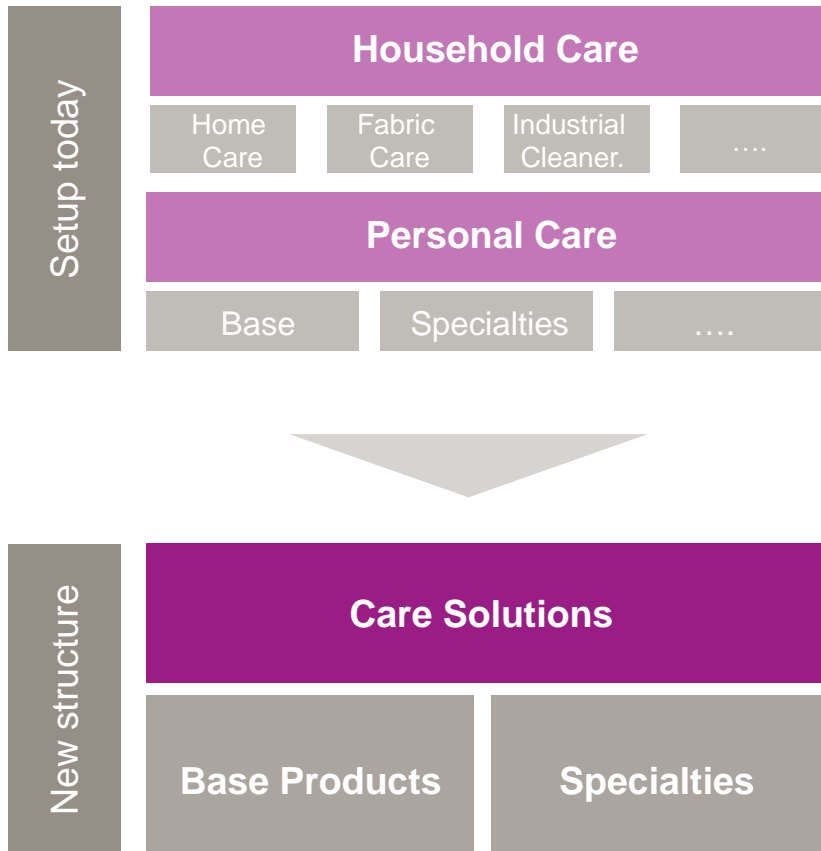 Setup today
Household Care
Home
Care
Fabric
Care
Industrial
Cleaner.
....
Personal Care
Base
Specialties
....
New structure
Care Solutions
Base Products
Specialties